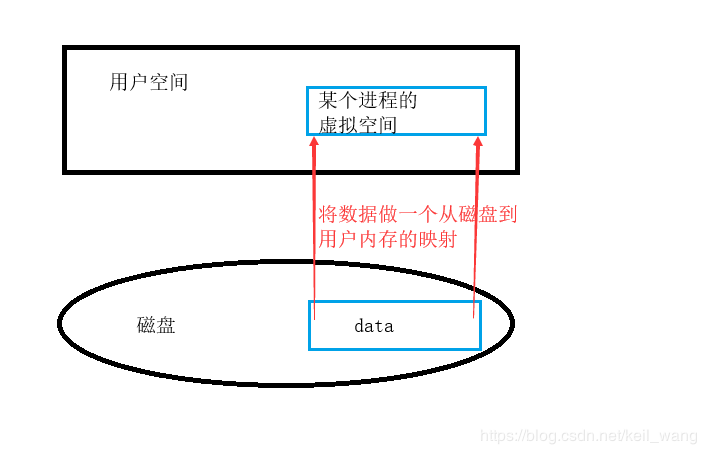 用户空间
某个进程的
虚拟空间
将数据做一个从磁盘到
用户内存的映射
磁盘
data
https://blog.csdn.net/keil_wang